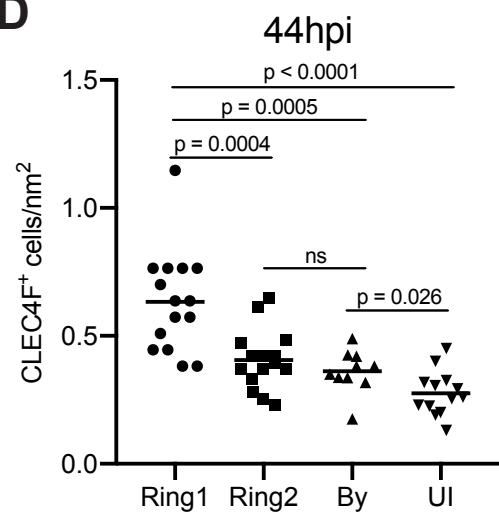 D
44hpi
p < 0.0001
p = 0.0005
p = 0.0004
ns
p = 0.026
CLEC4F+ cells/nm2
1.5
1.0
0.5
0.0
Ring1 Ring2 By UI